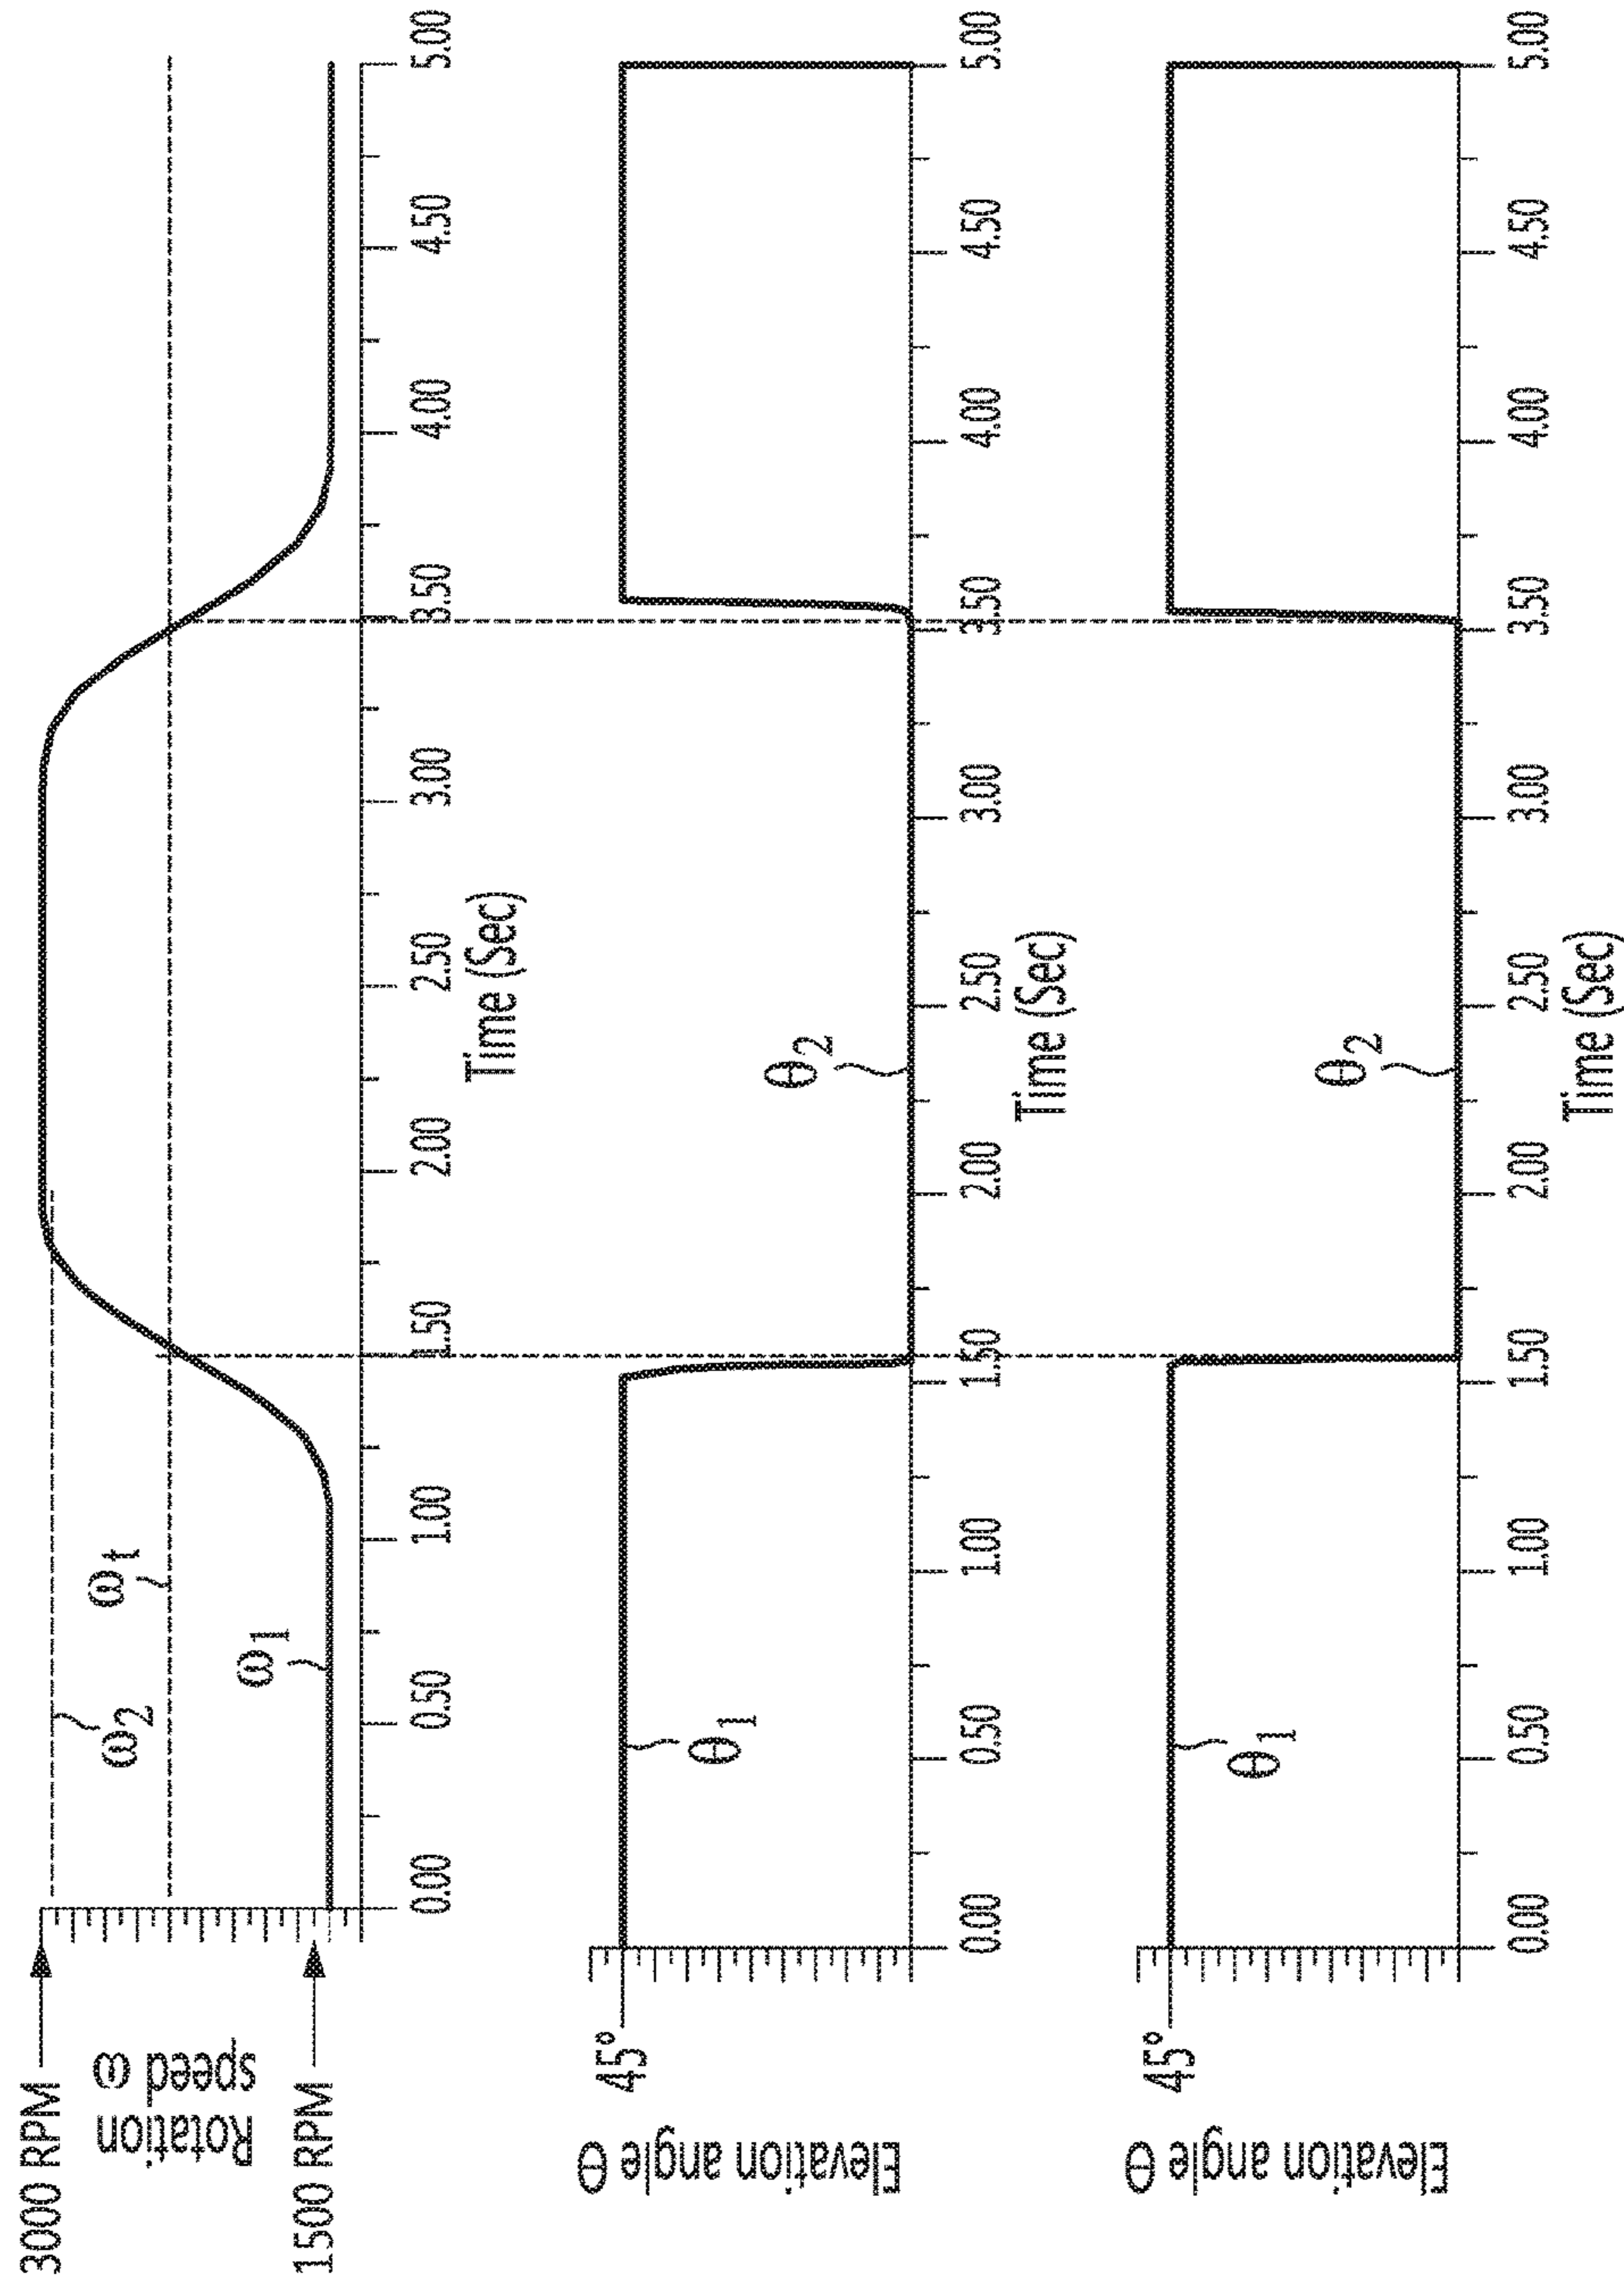 3000 RPM
Rotation
speed ω
1500 RPM
ω2
ωt
ω1
0.00 0.50 1.00 1.50 2.00 2.50 3.00 3.50 4.00 4.50 5.00
Time (Sec)
45°
Elevation angle Θ
θ1
θ2
0.00 0.50 1.00 1.50 2.00 2.50 3.00 3.50 4.00 4.50 5.00
Time (Sec)
45°
Elevation angle Θ
θ1
θ2
0.00 0.50 1.00 1.50 2.00 2.50 3.00 3.50 4.00 4.50 5.00
Time (Sec)